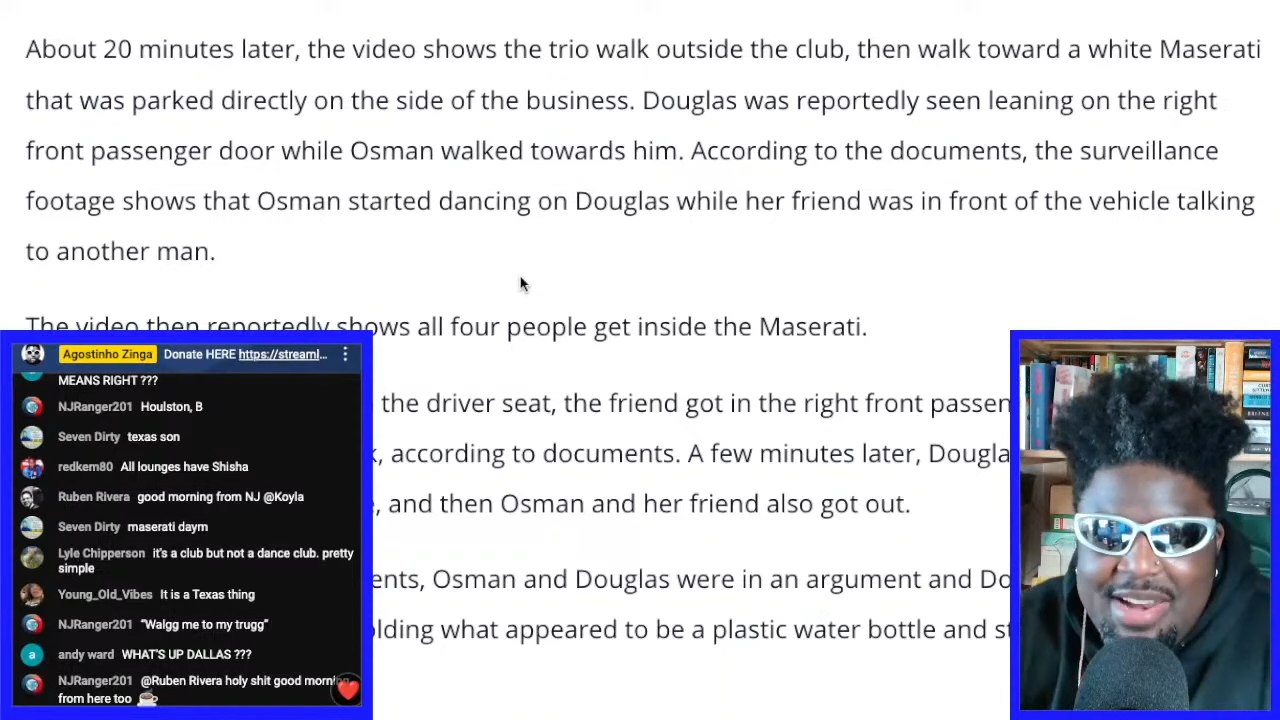 About 20 minutes later, the video shows the trio walk outside the club, then walk toward a white Maserati
that was parked directly on the side of the business. Douglas was reportedly seen leaning on the right
front passenger door while Osman walked towards him. According to the documents, the surveillance
footage shows that Osman started dancing on Douglas while her friend was in front of the vehicle talking
to another man.
The video then reportedly shows all four people get inside the Maserati.
the driver seat, the friend got in the right front passen
, according to documents. A few minutes later, Dougla
, and then Osman and her friend also got out.
ents, Osman and Douglas were in an argument and Do
olding what appeared to be a plastic water bottle and st
Agostinho Zinga Donate HERE https://streaml...
MEANS RIGHT ???
NJRanger201 Houlston, B
Seven Dirty texas son
redkem80 All lounges have Shisha
Ruben Rivera good morning from NJ @Koyla
Seven Dirty maserati daym
Lyle Chipperson it's a club but not a dance club. pretty
simple
Young_Old_Vibes It is a Texas thing
NJRanger201 “Walgg me to my trugg”
andy ward WHAT'S UP DALLAS ???
NJRanger201 @Ruben Rivera holy shit good morning
from here too